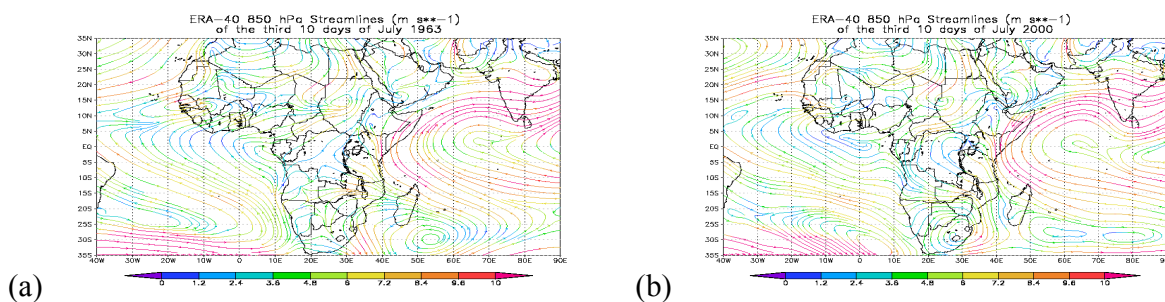 ERA-40 850 hPa Streamlines (m s**-1)
of the third 10 days of July 1963
35N
30N
25N
20N
15N
10N
5N
EQ
5S
10S
15S
20S
25S
30S
35S
40W 30W 20W 10W 0 10E 20E 30E 40E 50E 60E 70E 80E 90E
0 1.2 2.4 3.6 4.8 6 7.2 8.4 9.6 10
(a)
ERA-40 850 hPa Streamlines (m s**-1)
of the third 10 days of July 2000
35N
30N
25N
20N
15N
10N
5N
EQ
5S
10S
15S
20S
25S
30S
35S
40W 30W 20W 10W 0 10E 20E 30E 40E 50E 60E 70E 80E 90E
0 1.2 2.4 3.6 4.8 6 7.2 8.4 9.6 10
(b)